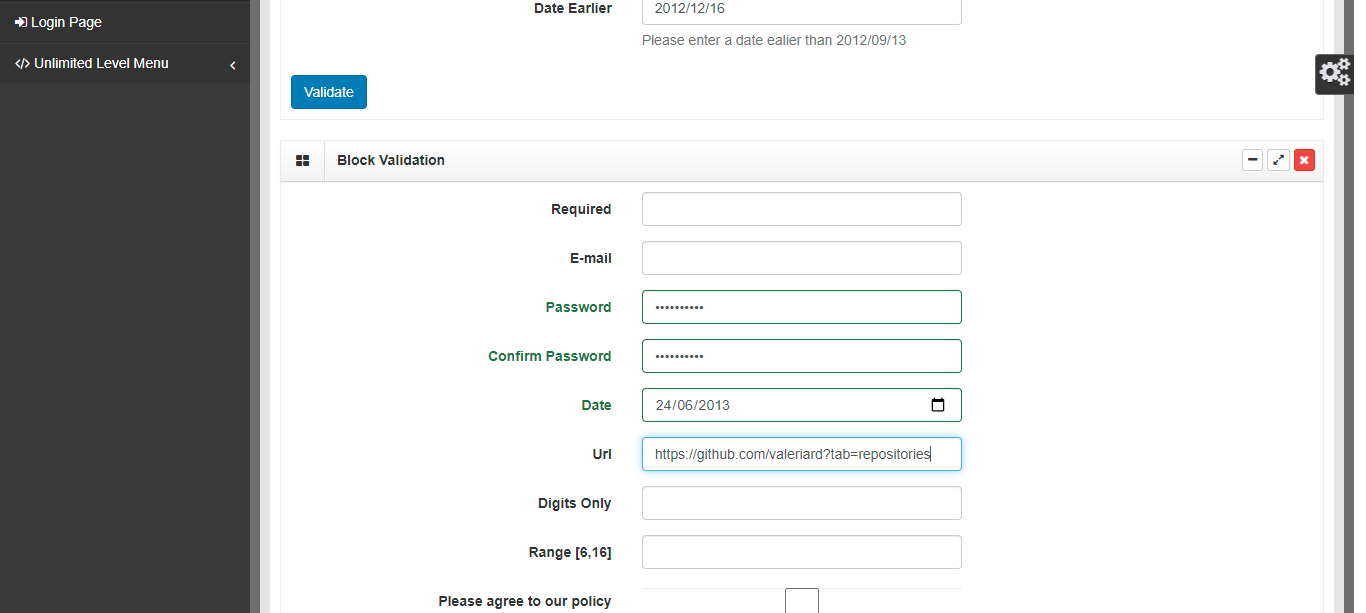 Login Page
Unlimited Level Menu
Date Earlier 2012/12/16
Please enter a date ealier than 2012/09/13
Validate
Block Validation
Required
E-mail
Password ••••••••••
Confirm Password ••••••••••
Date 24/06/2013
Url https://github.com/valeriard?tab=repositories
Digits Only
Range [6,16]
Please agree to our policy